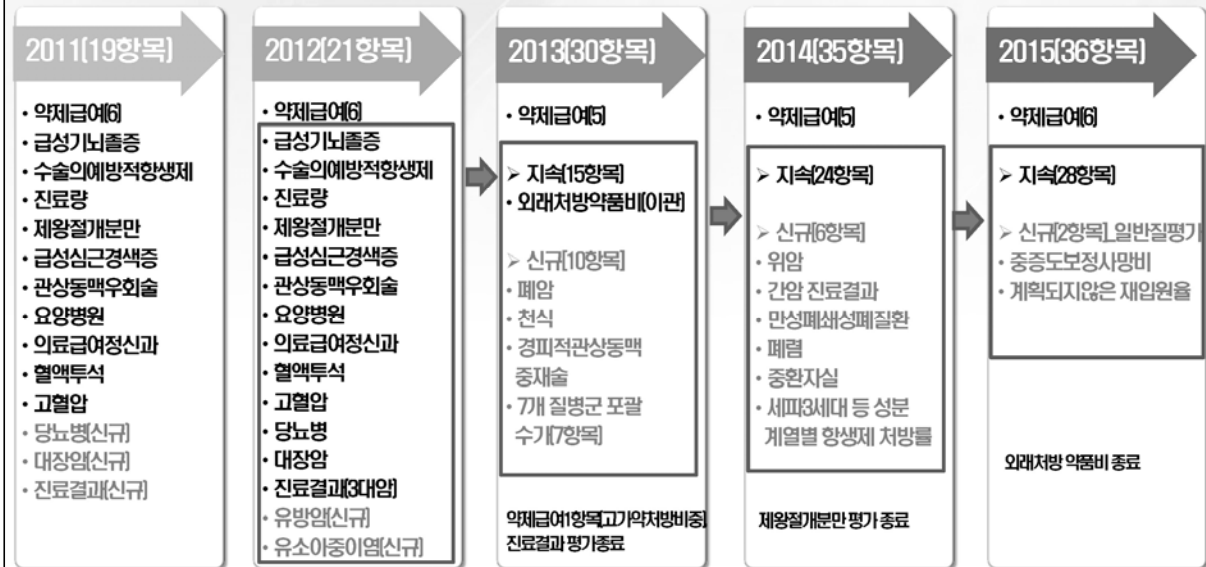 2011(19항목)
• 약제급여(6)
• 급성기뇌졸증
• 수술의예방적항생제
• 진료량
• 제왕절개분만
• 급성심근경색증
• 관상동맥우회술
• 요양병원
• 의료급여정신과
• 혈액투석
• 고혈압
• 당뇨병(신규)
• 대장암(신규)
• 진료결과(신규)
2012(21항목)
• 약제급여(6)
• 급성기뇌졸증
• 수술의예방적항생제
• 진료량
• 제왕절개분만
• 급성심근경색증
• 관상동맥우회술
• 요양병원
• 의료급여정신과
• 혈액투석
• 고혈압
• 당뇨병
• 대장암
• 진료결과(3대암)
• 유방암(신규)
• 유소아중이염(신규)
2013(30항목)
• 약제급여(5)
➢ 지속(15항목)
• 외래처방약품비(이관)
➢ 신규(10항목)
• 폐암
• 천식
• 경피적관상동맥
중재술
• 7개 질병군 포괄
수가(7항목)
약제급여1항목(고가약처방비중)
진료결과 평가종료
2014(35항목)
• 약제급여(5)
➢ 지속(24항목)
➢ 신규(6항목)
• 위암
• 간암 진료결과
• 만성폐쇄성폐질환
• 폐렴
• 중환자실
• 세파3세대 등 성분
계열별 항생제 처방률
제왕절개분만 평가 종료
2015(36항목)
• 약제급여(6)
➢ 지속(28항목)
➢ 신규(2항목)_일반질평가
• 중증도보정사망비
• 계획되지않은 재입원율
외래처방 약품비 종료